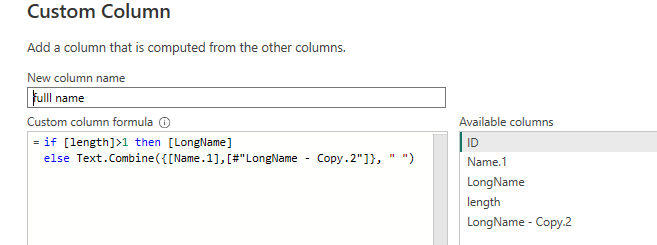 Custom Column
Add a column that is computed from the other columns.
New column name
fulll name
Custom column formula
Available columns
= if [length]>1 then [LongName]
else Text.Combine({[Name.1],[#"LongName - Copy.2"]}, " ")
ID
Name.1
LongName
length
LongName - Copy.2